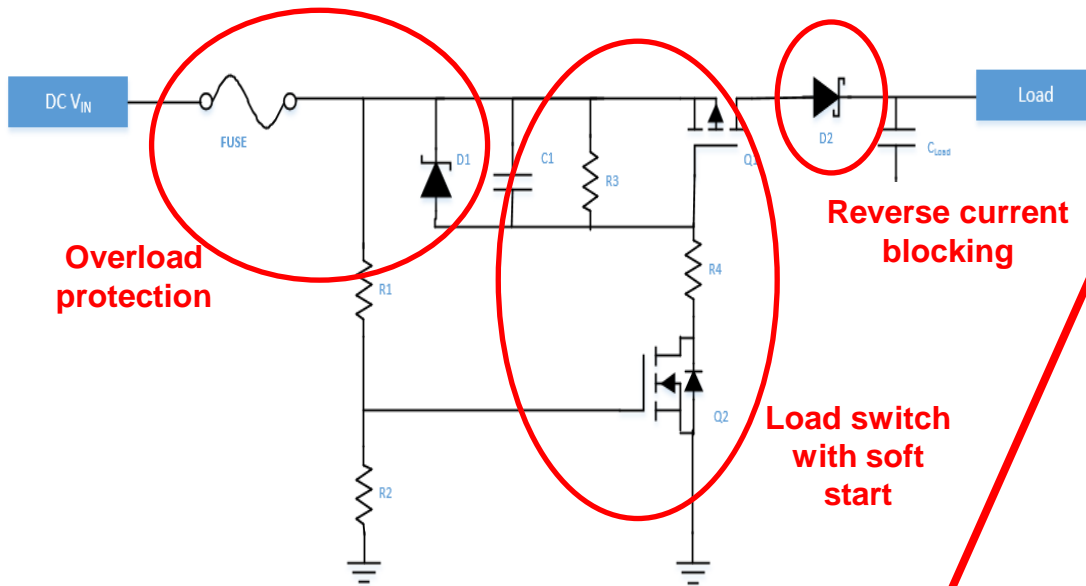 DC VIN
FUSE
D1
C1
R3
Q1
D2
CLoad
Load
Overload
protection
Reverse current
blocking
R1
R4
Q2
Load switch
with soft
start
R2